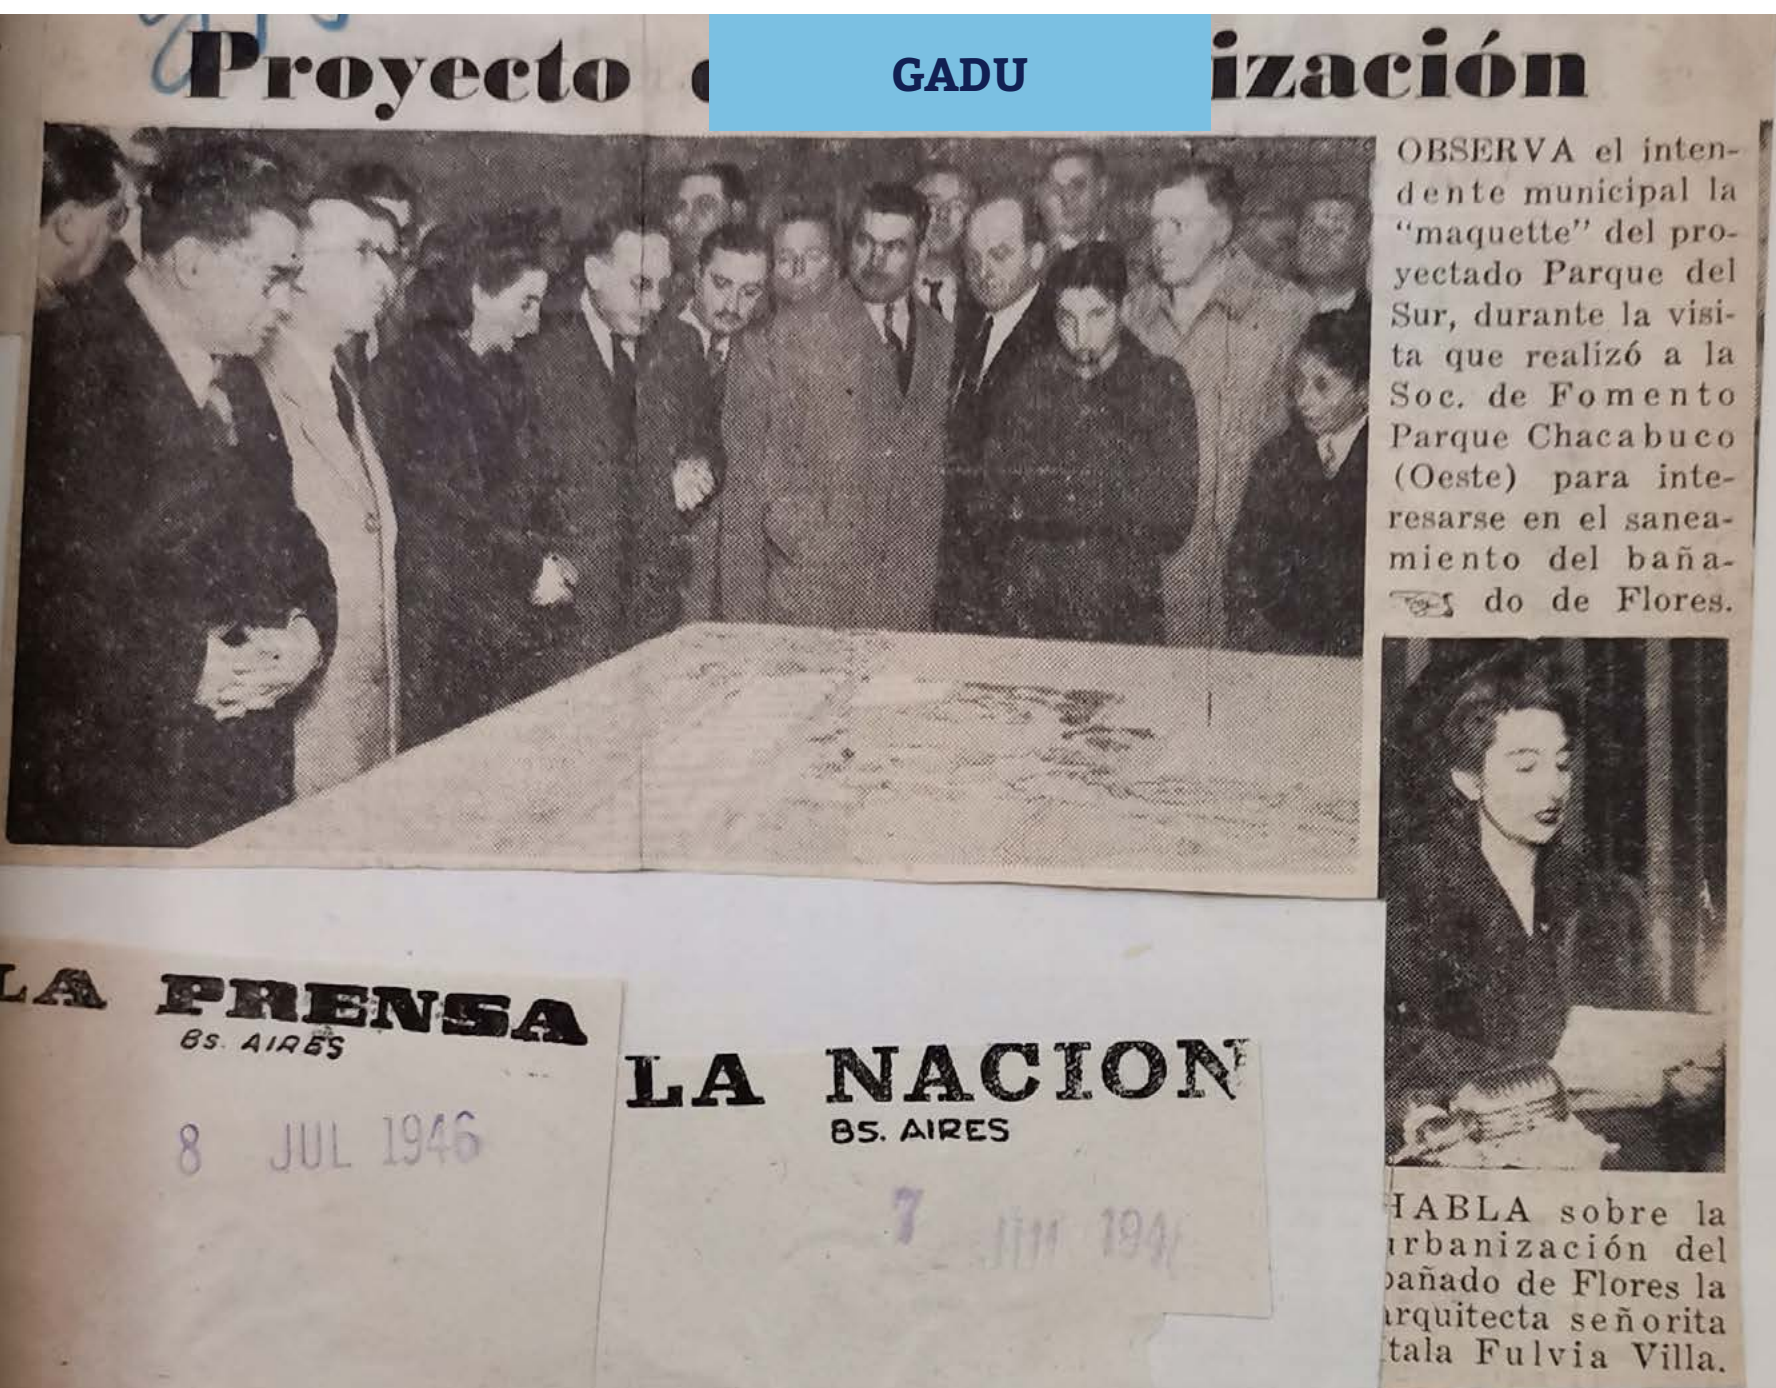 Proyecto
GADU
ización
OBSERVA el inten-
dente municipal la
“maquette” del pro-
yectado Parque del
Sur, durante la visi-
ta que realizó a la
Soc. de Fomento
Parque Chacabuco
(Oeste) para inte-
resarse en el sanea-
miento del baña-
do de Flores.
LA PRENSA
BS. AIRES
8 JUL 1946
LA NACION
BS. AIRES
7
HABLA sobre la
urbanización del
bañado de Flores la
arquitecta señorita
tala Fulvia Villa.